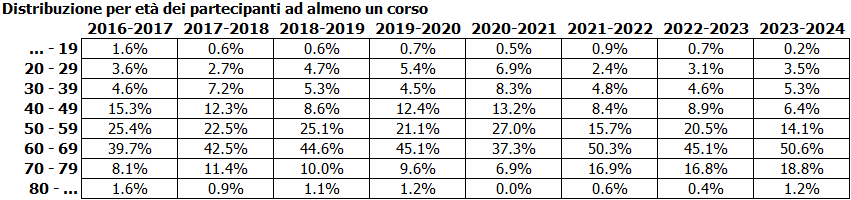 Distribuzione per età dei partecipanti ad almeno un corso
2016-2017 2017-2018 2018-2019 2019-2020 2020-2021 2021-2022 2022-2023 2023-2024
... - 19 1.6% 0.6% 0.6% 0.7% 0.5% 0.9% 0.7% 0.2%
20 - 29 3.6% 2.7% 4.7% 5.4% 6.9% 2.4% 3.1% 3.5%
30 - 39 4.6% 7.2% 5.3% 4.5% 8.3% 4.8% 4.6% 5.3%
40 - 49 15.3% 12.3% 8.6% 12.4% 13.2% 8.4% 8.9% 6.4%
50 - 59 25.4% 22.5% 25.1% 21.1% 27.0% 15.7% 20.5% 14.1%
60 - 69 39.7% 42.5% 44.6% 45.1% 37.3% 50.3% 45.1% 50.6%
70 - 79 8.1% 11.4% 10.0% 9.6% 6.9% 16.9% 16.8% 18.8%
80 - ... 1.6% 0.9% 1.1% 1.2% 0.0% 0.6% 0.4% 1.2%